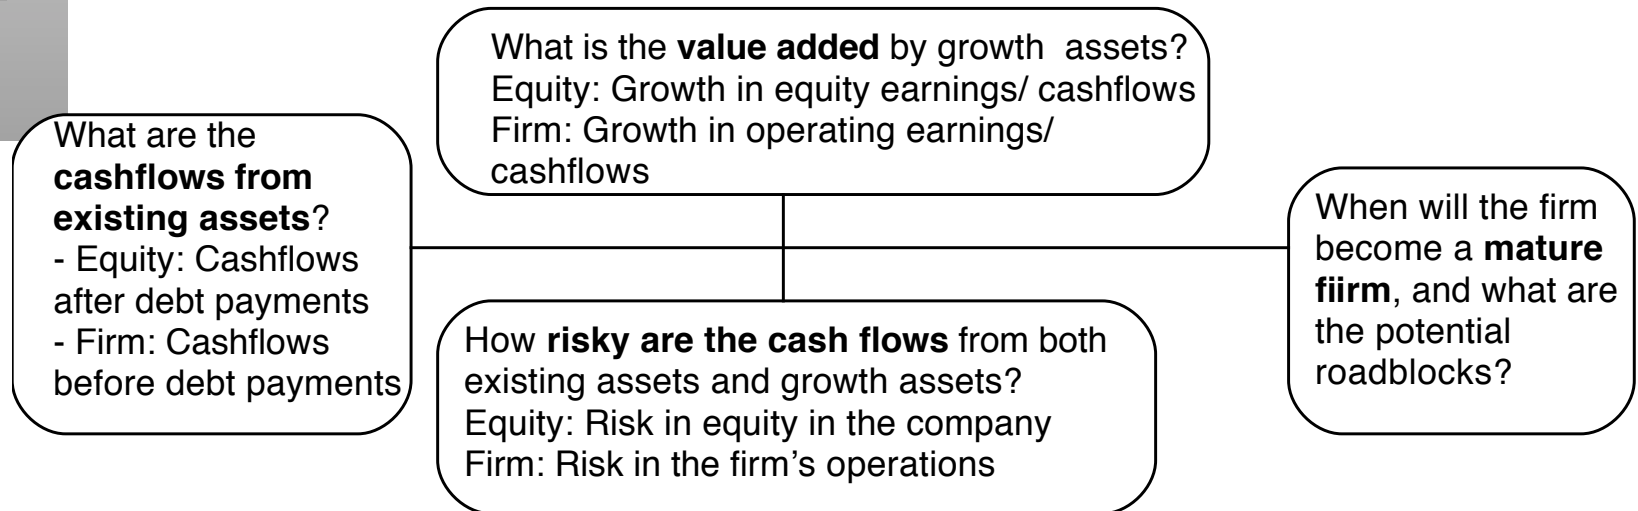 What is the value added by growth assets?
Equity: Growth in equity earnings/ cashflows
Firm: Growth in operating earnings/
cashflows
What are the
cashflows from
existing assets?
- Equity: Cashflows
after debt payments
- Firm: Cashflows
before debt payments
When will the firm
become a mature
fiirm, and what are
the potential
roadblocks?
How risky are the cash flows from both
existing assets and growth assets?
Equity: Risk in equity in the company
Firm: Risk in the firm’s operations